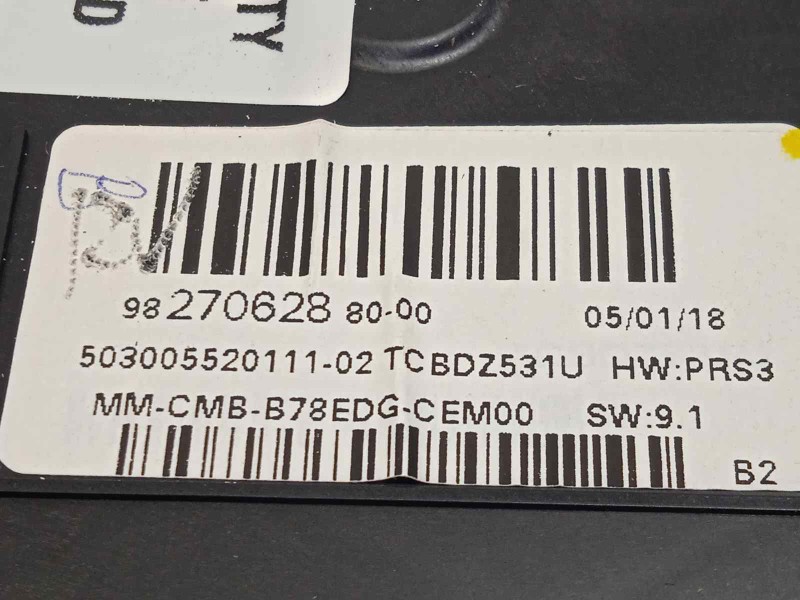 TY
D
98 270628 80-00 05/01/18
503005520111-02 TCBDZ531U HW:PRS3
MM-CMB-B78EDG-CEM00 SW:9.1
B2